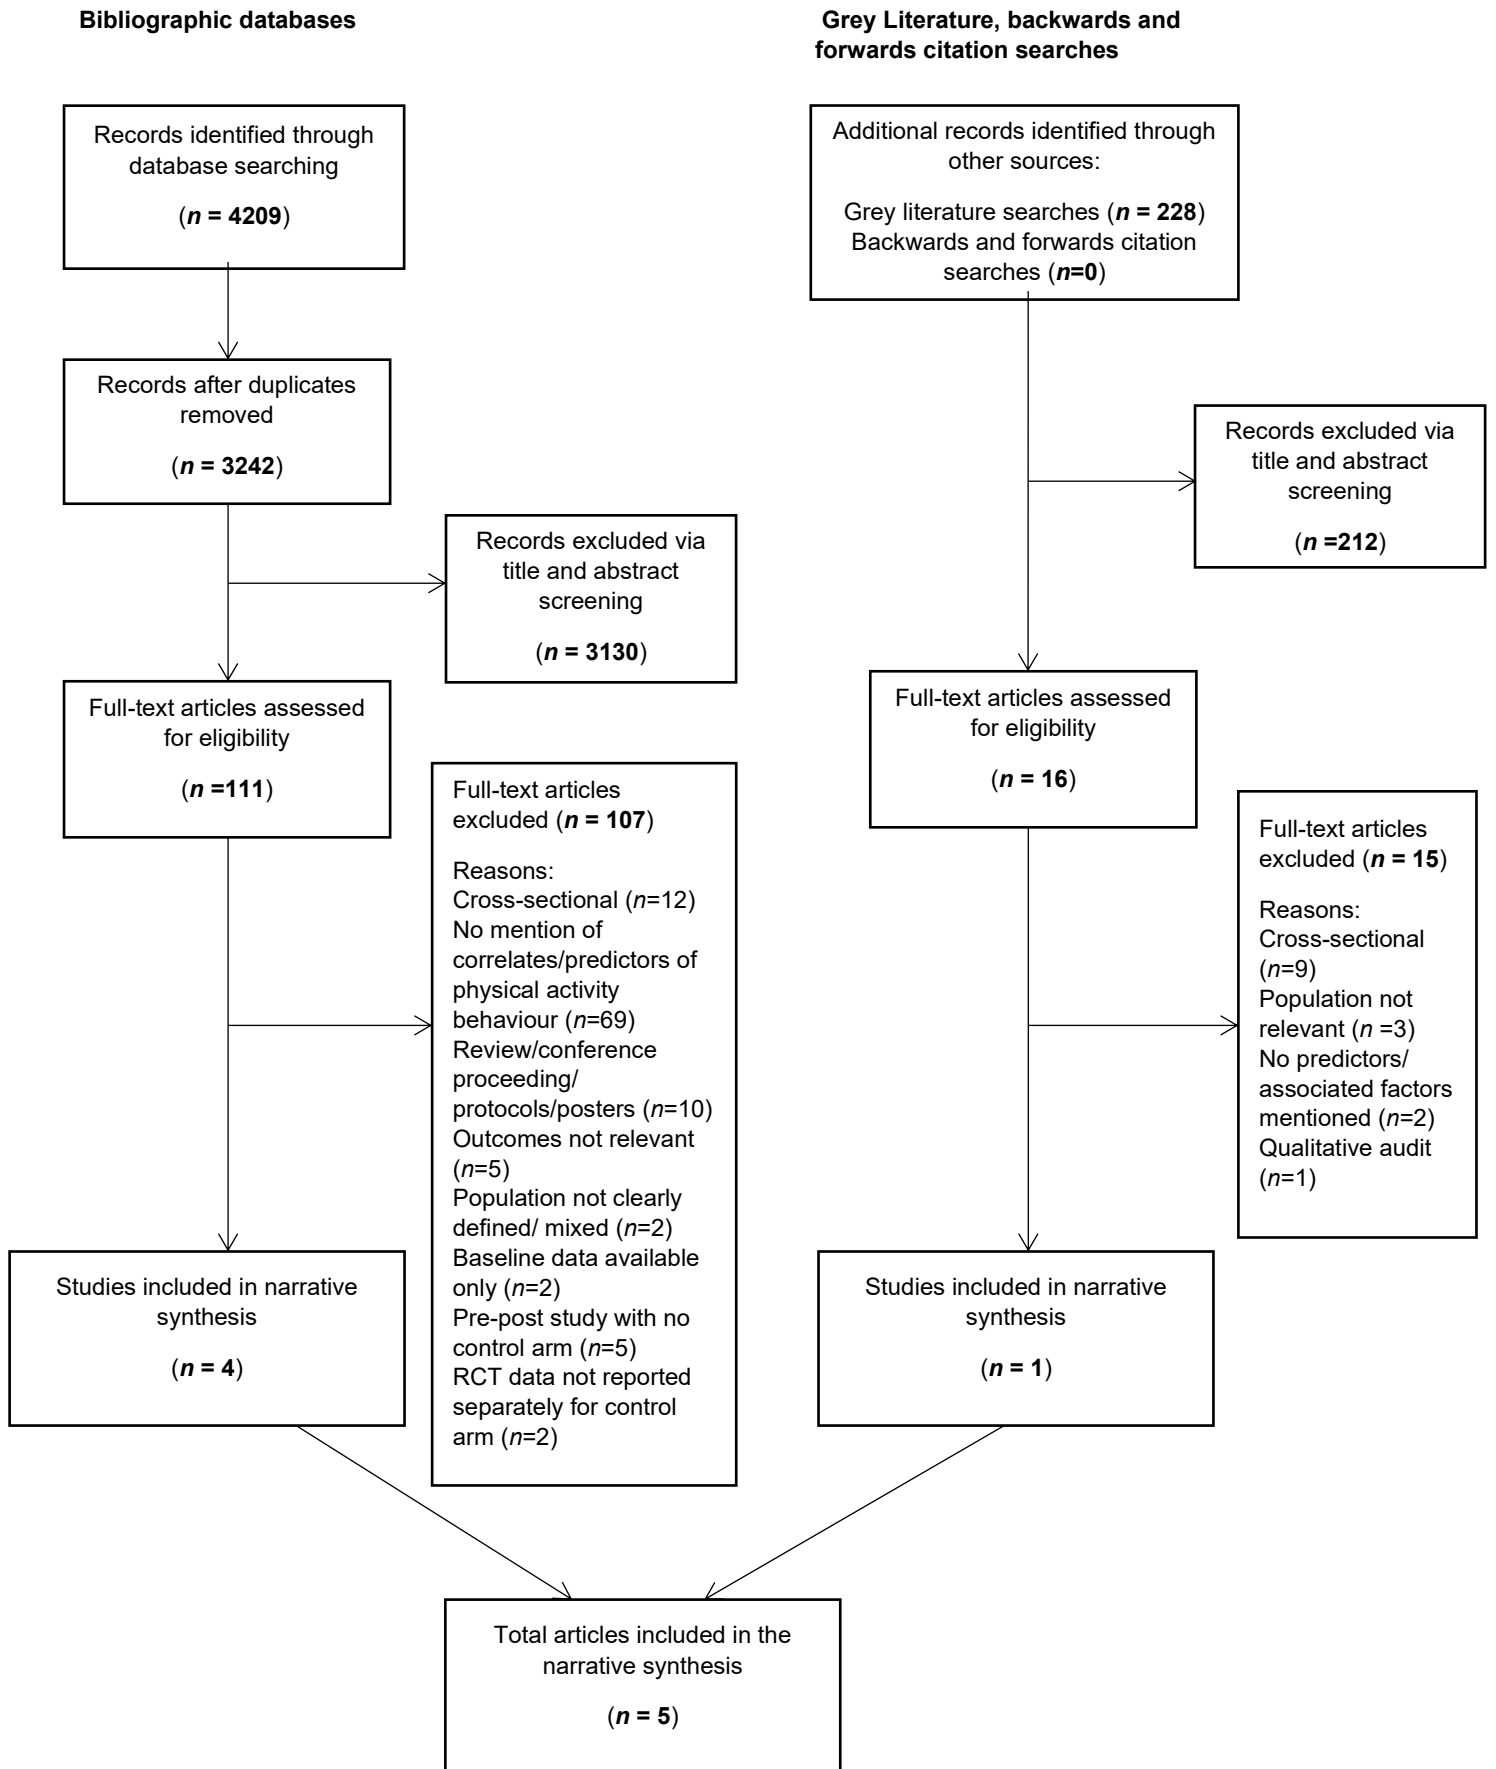 Bibliographic databases
Records identified through
database searching
(n = 4209)
Records after duplicates
removed
(n = 3242)
Records excluded via
title and abstract
screening
(n = 3130)
Full-text articles assessed
for eligibility
(n =111)
Full-text articles
excluded (n = 107)
Reasons:
Cross-sectional (n=12)
No mention of
correlates/predictors of
physical activity
behaviour (n=69)
Review/conference
proceeding/
protocols/posters (n=10)
Outcomes not relevant
(n=5)
Population not clearly
defined/ mixed (n=2)
Baseline data available
only (n=2)
Pre-post study with no
control arm (n=5)
RCT data not reported
separately for control
arm (n=2)
Studies included in narrative
synthesis
(n = 4)
Grey Literature, backwards and
forwards citation searches
Additional records identified through
other sources:
Grey literature searches (n = 228)
Backwards and forwards citation
searches (n=0)
Records excluded via
title and abstract
screening
(n =212)
Full-text articles assessed
for eligibility
(n = 16)
Full-text articles
excluded (n = 15)
Reasons:
Cross-sectional
(n=9)
Population not
relevant (n =3)
No predictors/
associated factors
mentioned (n=2)
Qualitative audit
(n=1)
Studies included in narrative
synthesis
(n = 1)
Total articles included in the
narrative synthesis
(n = 5)